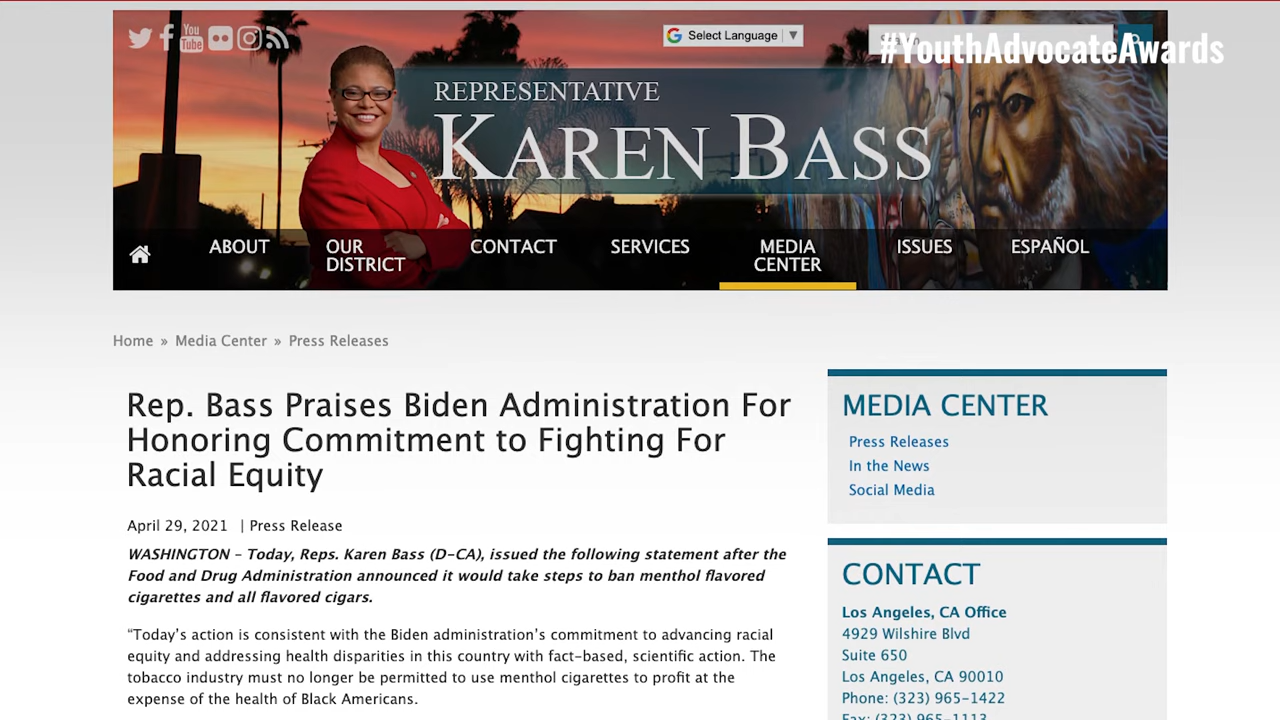 You
Tube
Select Language
#YouthAdvocateAwards
REPRESENTATIVE
KAREN BASS
ABOUT
OUR
DISTRICT
CONTACT
SERVICES
MEDIA
CENTER
ISSUES
ESPAÑOL
Home » Media Center » Press Releases
Rep. Bass Praises Biden Administration For
Honoring Commitment to Fighting For
Racial Equity
April 29, 2021 | Press Release
WASHINGTON – Today, Reps. Karen Bass (D-CA), issued the following statement after the
Food and Drug Administration announced it would take steps to ban menthol flavored
cigarettes and all flavored cigars.
“Today’s action is consistent with the Biden administration’s commitment to advancing racial
equity and addressing health disparities in this country with fact-based, scientific action. The
tobacco industry must no longer be permitted to use menthol cigarettes to profit at the
expense of the health of Black Americans.
MEDIA CENTER
Press Releases
In the News
Social Media
CONTACT
Los Angeles, CA Office
4929 Wilshire Blvd
Suite 650
Los Angeles, CA 90010
Phone: (323) 965-1422
Fax: (323) 965-1113